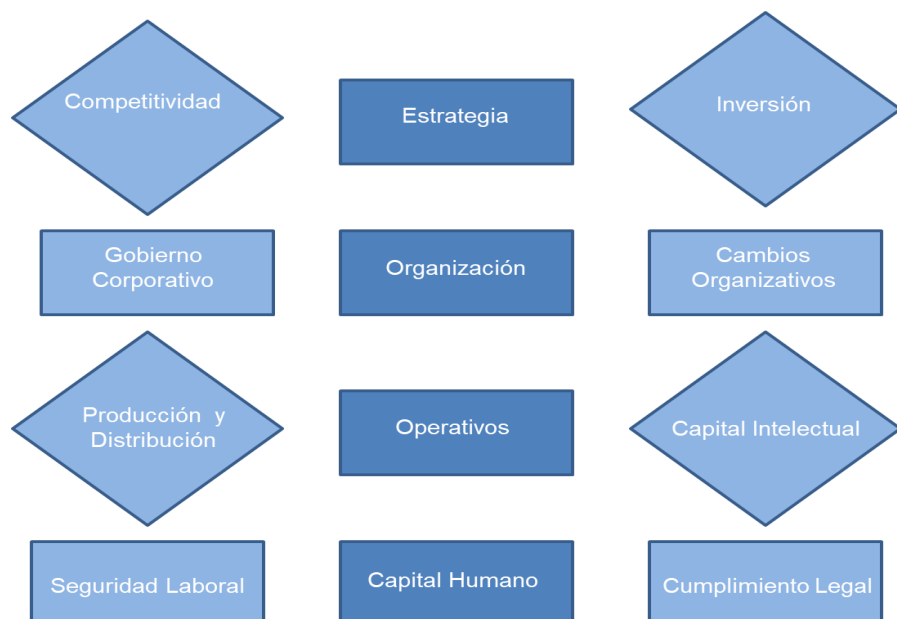 Competitividad
Estrategia
Inversión
Gobierno
Corporativo
Organización
Cambios
Organizativos
Producción y
Distribución
Operativos
Capital Intelectual
Seguridad Laboral
Capital Humano
Cumplimiento Legal